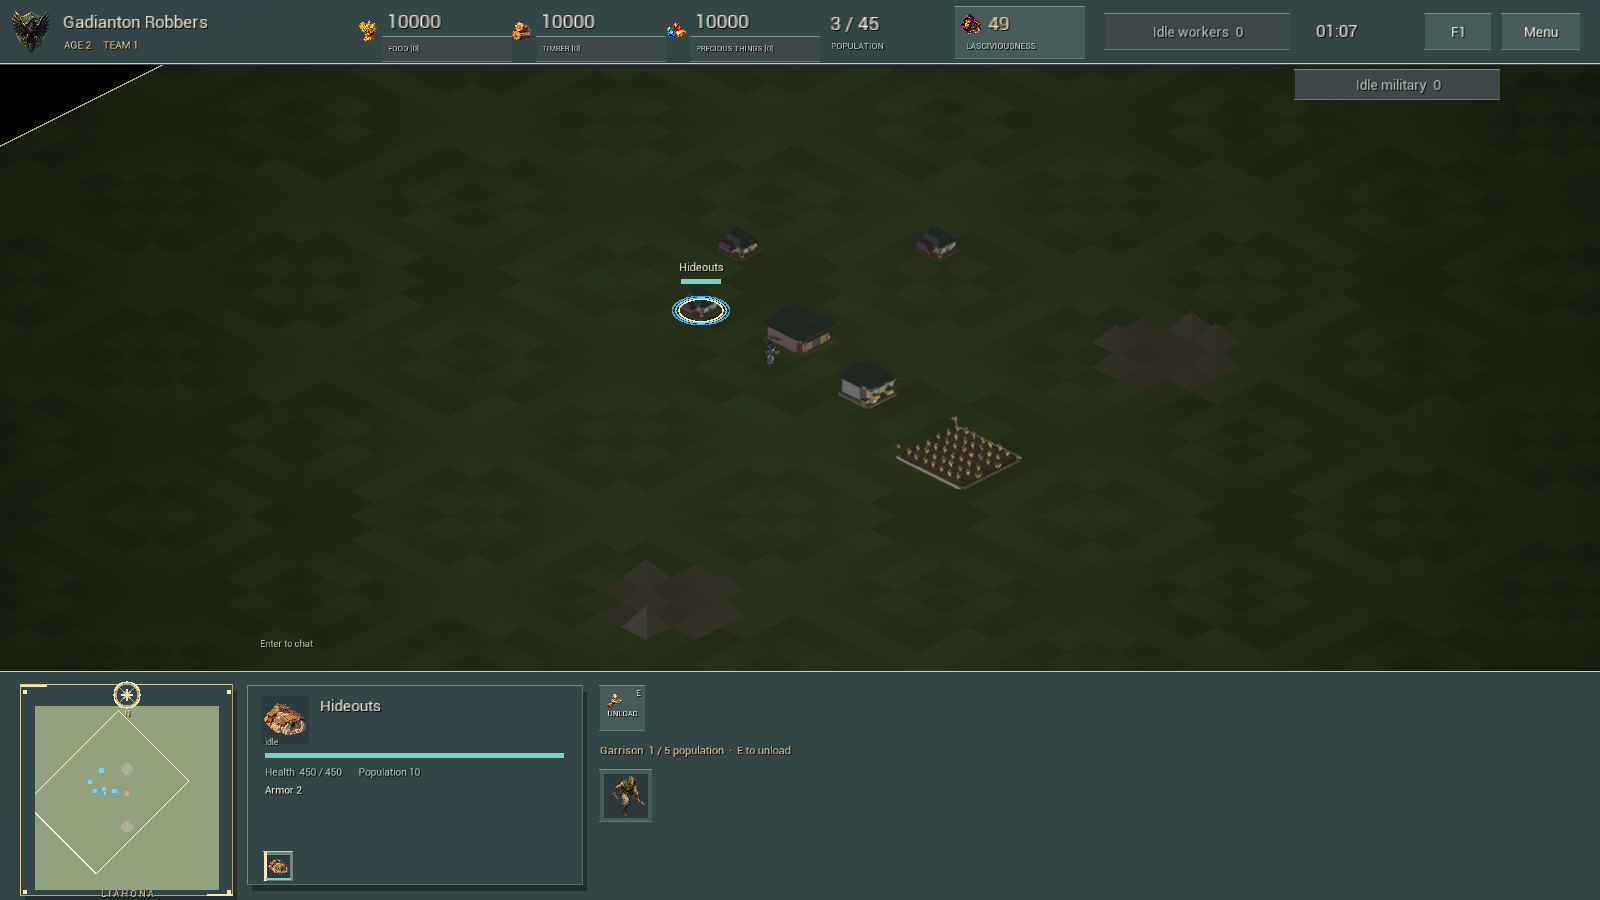 Gadianton Robbers
AGE 2 TEAM 1
10000
FOOD [0]
10000
TIMBER [0]
10000
PRECIOUS THINGS [0]
3 / 45
POPULATION
49
LASCIVIOUSNESS
Idle workers 0
01:07
F1
Menu
Idle military 0
Hideouts
Enter to chat
N
LIAHONA
Hideouts
idle
Health 450 / 450 Population 10
Armor 2
E
UNLOAD
Garrison 1 / 5 population · E to unload